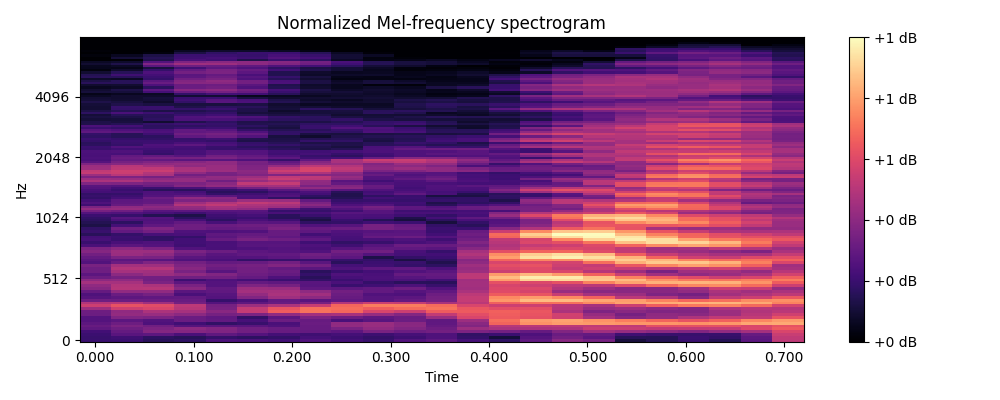 Normalized Mel-frequency spectrogram
Hz
4096
2048
1024
512
0
0.000 0.100 0.200 0.300 0.400 0.500 0.600 0.700
Time
+1 dB
+1 dB
+1 dB
+0 dB
+0 dB
+0 dB